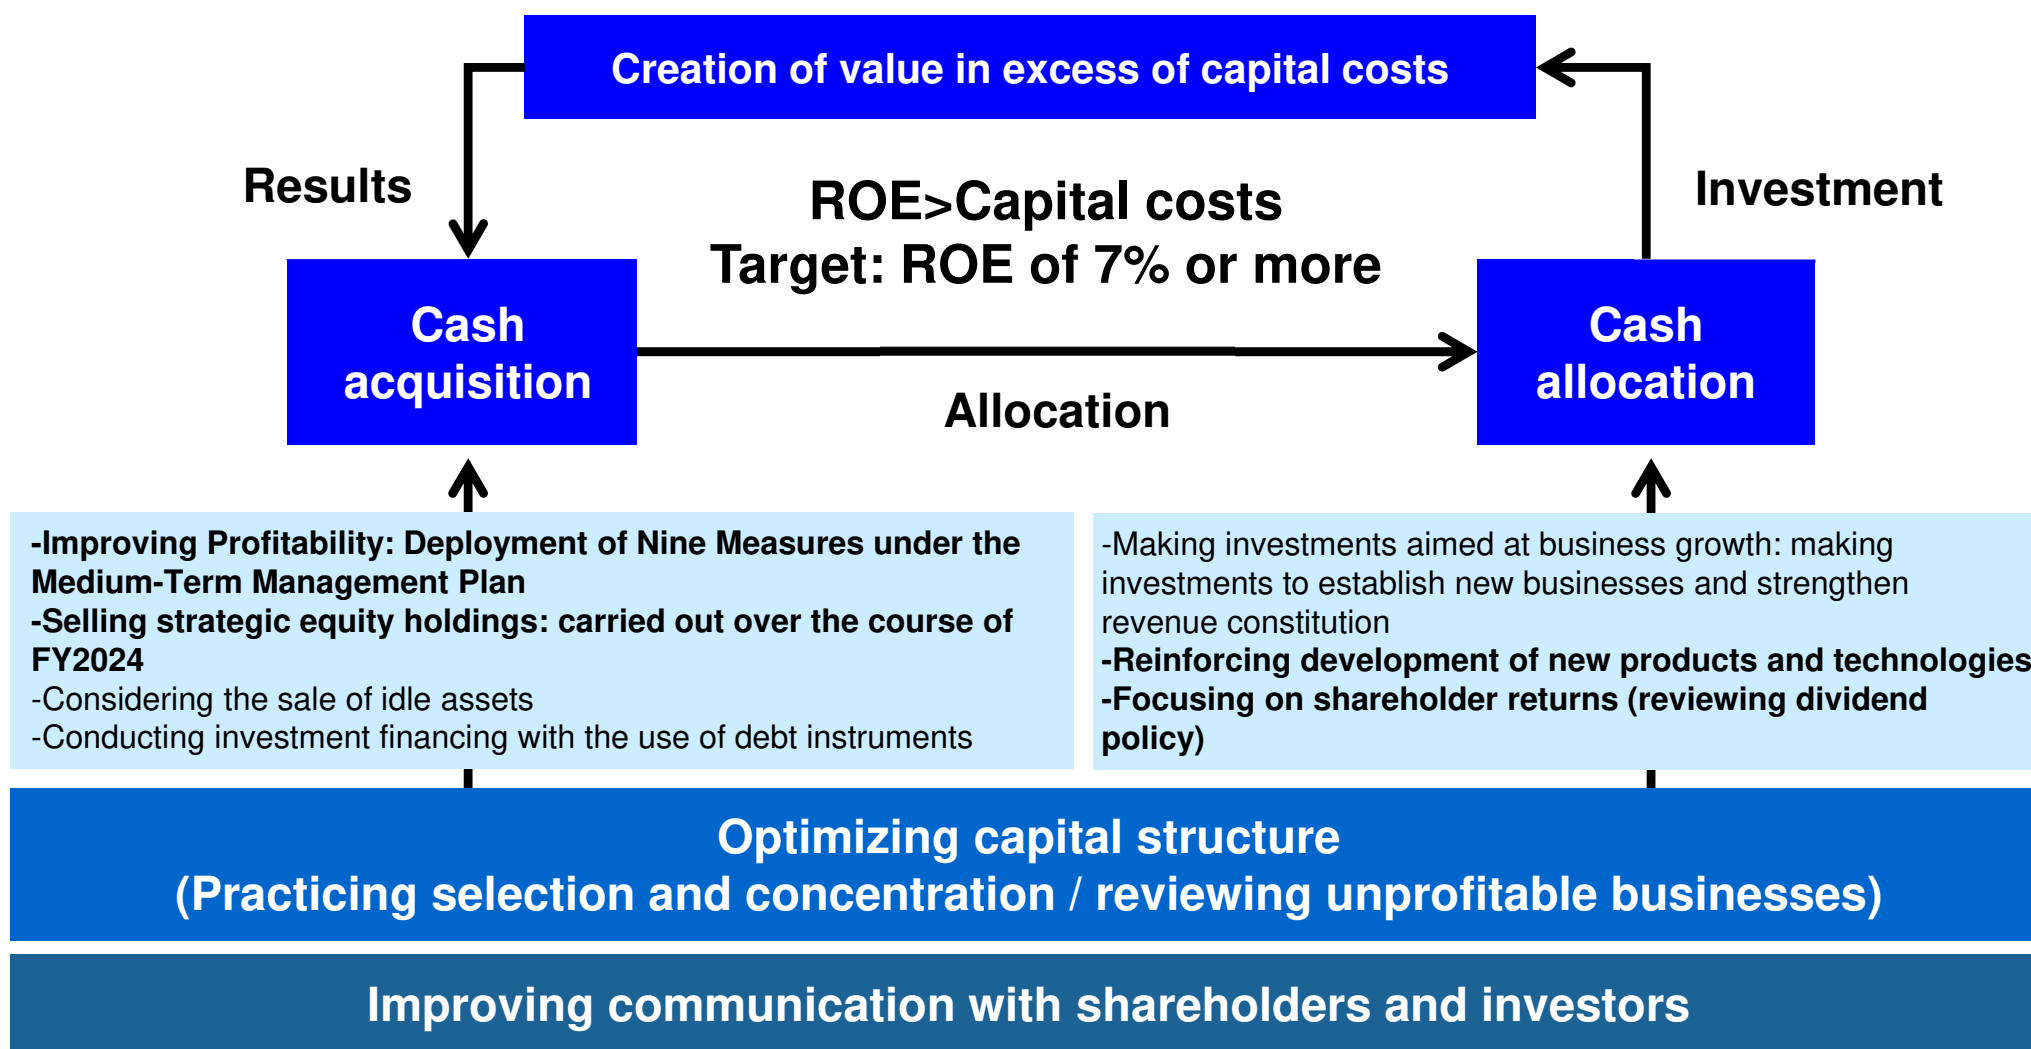 Creation of value in excess of capital costs
Results
Investment
ROE>Capital costs
Target: ROE of 7% or more
Cash
acquisition
Cash
allocation
Allocation
-Improving Profitability: Deployment of Nine Measures under the
Medium-Term Management Plan
-Selling strategic equity holdings: carried out over the course of
FY2024
-Considering the sale of idle assets
-Conducting investment financing with the use of debt instruments
-Making investments aimed at business growth: making
investments to establish new businesses and strengthen
revenue constitution
-Reinforcing development of new products and technologies
-Focusing on shareholder returns (reviewing dividend
policy)
Optimizing capital structure
(Practicing selection and concentration / reviewing unprofitable businesses)
Improving communication with shareholders and investors